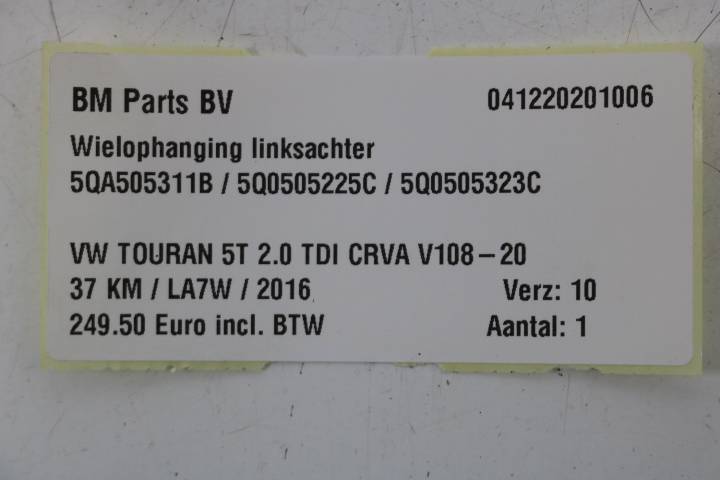 BM Parts BV 041220201006
Wielophanging linksachter
5QA505311B / 5Q0505225C / 5Q0505323C
VW TOURAN 5T 2.0 TDI CRVA V108-20
37 KM / LA7W / 2016 Verz: 10
249.50 Euro incl. BTW Aantal: 1